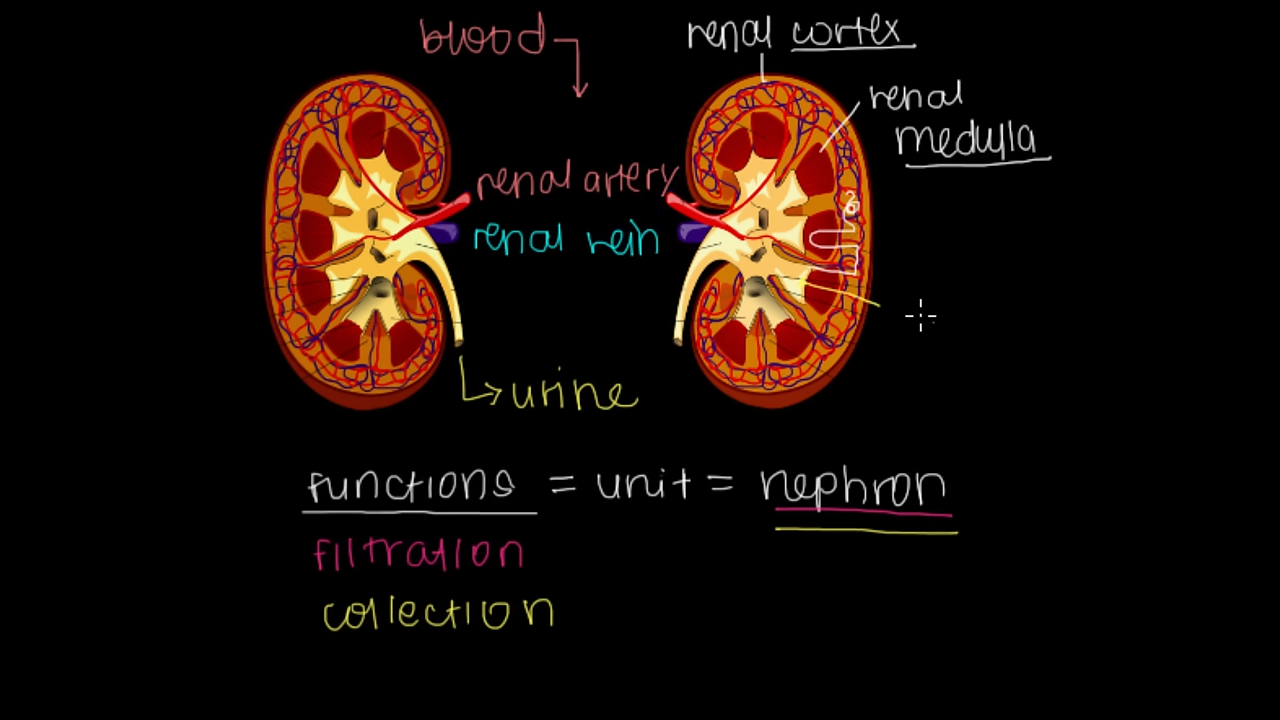 blood
renal cortex
renal
medulla
renal artery
renal vein
urine
functions = unit = nephron
filtration
collection